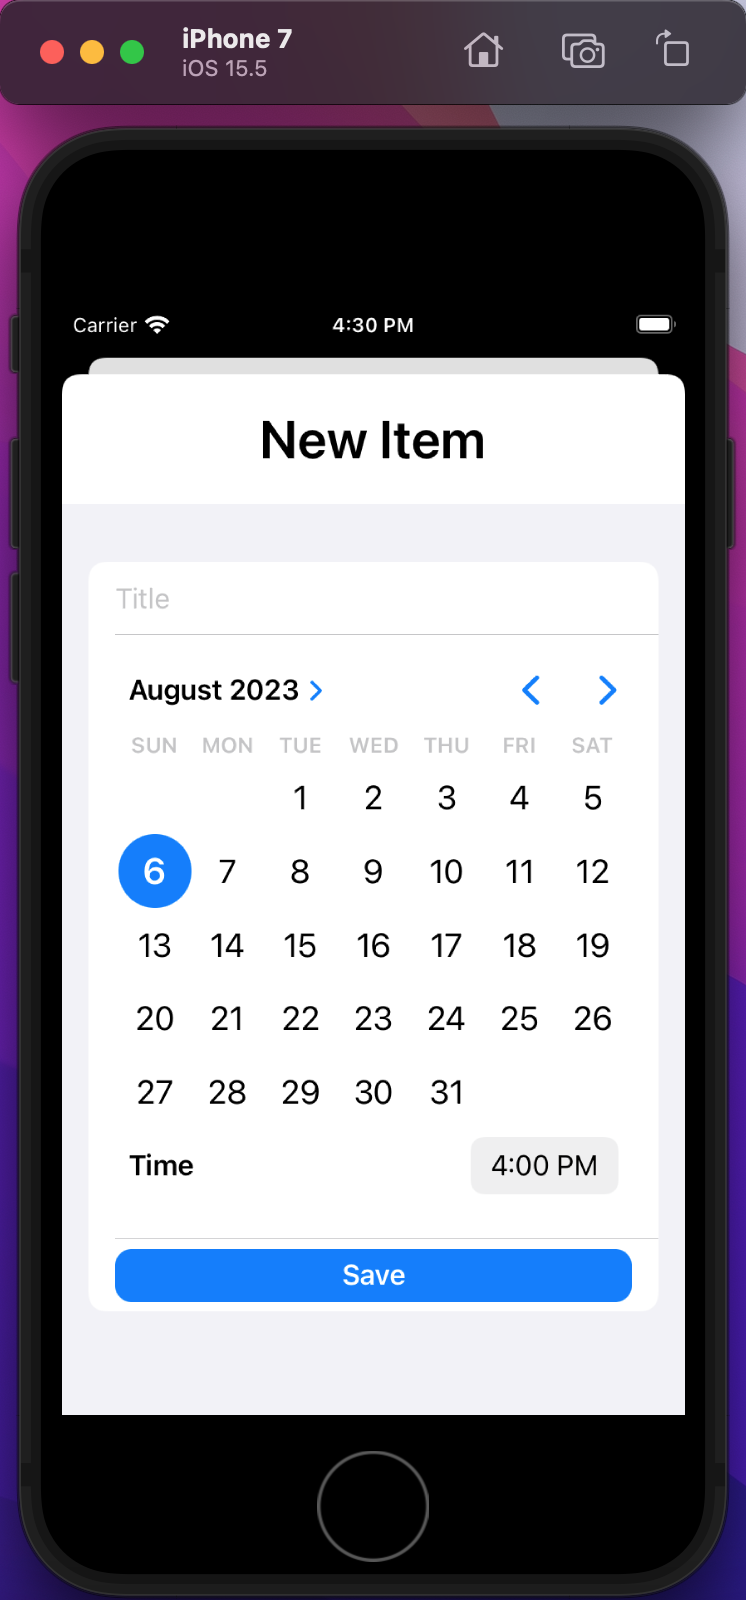 iPhone 7
iOS 15.5
Carrier 4:30 PM
New Item
Title
August 2023
SUN MON TUE WED THU FRI SAT
1 2 3 4 5
6 7 8 9 10 11 12
13 14 15 16 17 18 19
20 21 22 23 24 25 26
27 28 29 30 31
Time 4:00 PM
Save